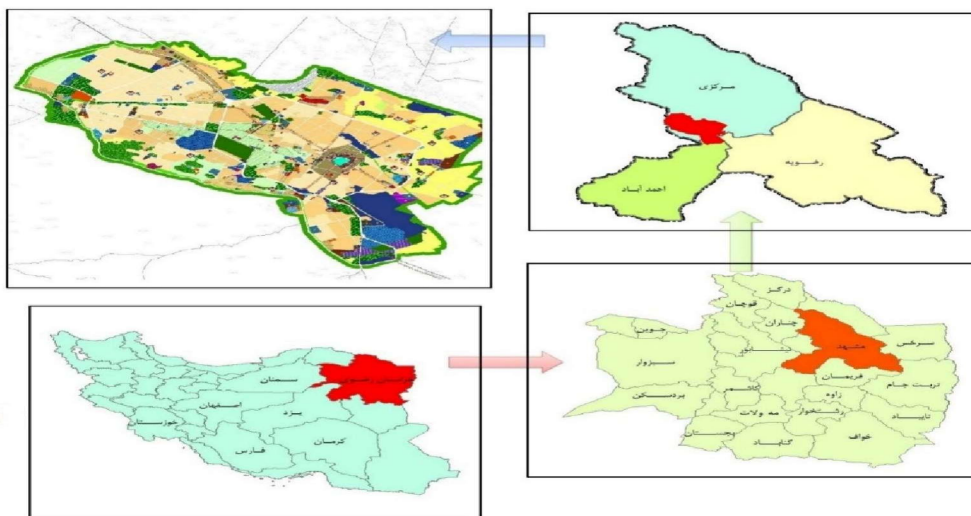 مرکزی
رضویه
احمد آباد
درگز
قوچان
چناران
جوین
سرخس
مشهد
سبزوار
فریمان
تربت جام
کاشمر
زاوه
بردسکن
مه ولات
تایباد
خواف
گناباد
سمنان
خراسان رضوی
یزد
اصفهان
خوزستان
کرمان
فارس